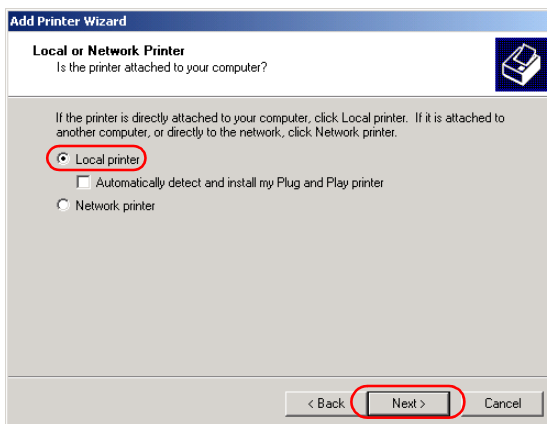 Add Printer Wizard
Local or Network Printer
Is the printer attached to your computer?
If the printer is directly attached to your computer, click Local printer. If it is attached to
another computer, or directly to the network, click Network printer.
Local printer
Automatically detect and install my Plug and Play printer
Network printer
< Back
Next >
Cancel